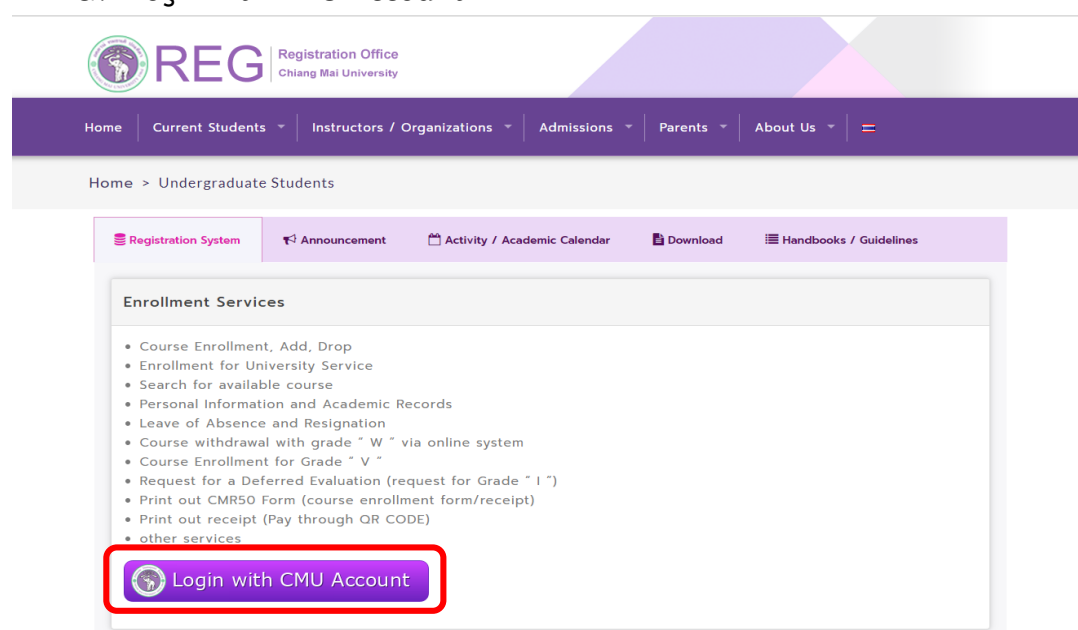 REG
Registration Office
Chiang Mai University
Home
Current Students
Instructors / Organizations
Admissions
Parents
About Us
Home > Undergraduate Students
Registration System
Announcement
Activity / Academic Calendar
Download
Handbooks / Guidelines
Enrollment Services
• Course Enrollment, Add, Drop
• Enrollment for University Service
• Search for available course
• Personal Information and Academic Records
• Leave of Absence and Resignation
• Course withdrawal with grade " W " via online system
• Course Enrollment for Grade " V "
• Request for a Deferred Evaluation (request for Grade " I ")
• Print out CMR50 Form (course enrollment form/receipt)
• Print out receipt (Pay through QR CODE)
• other services
Login with CMU Account